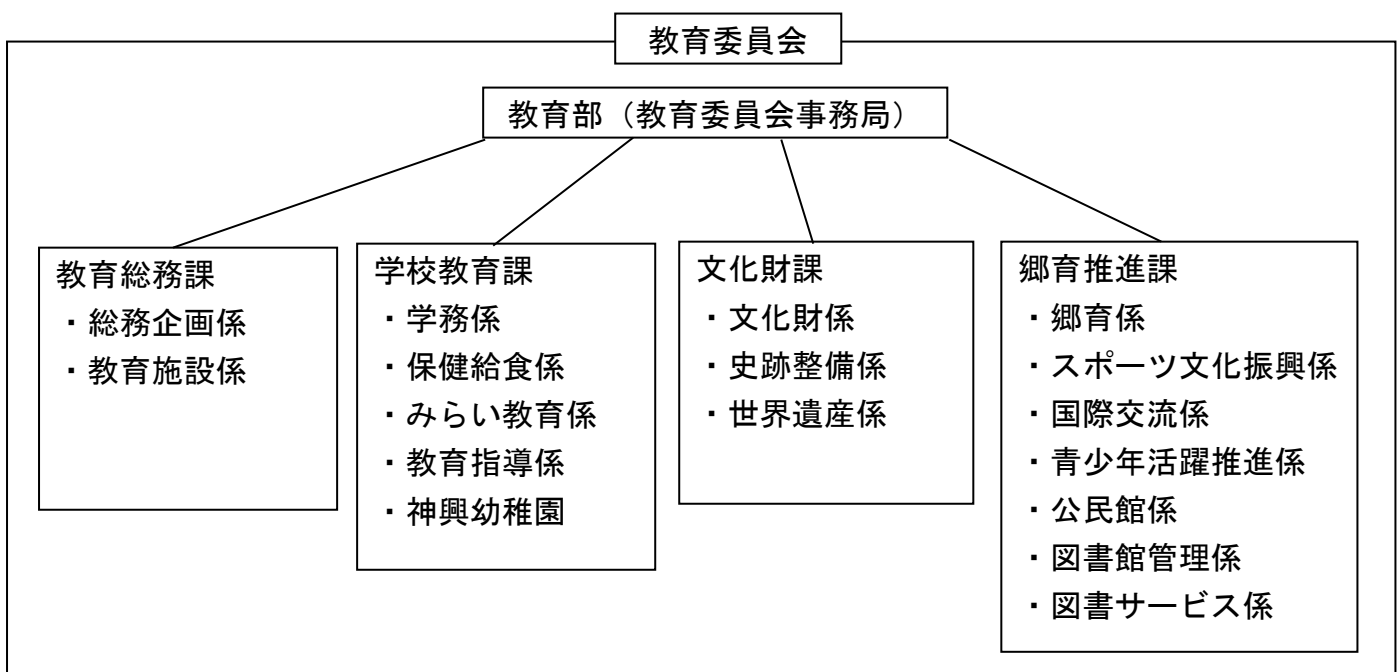 教育委員会
教育部（教育委員会事務局）
教育総務課
・総務企画係
・教育施設係
学校教育課
・学務係
・保健給食係
・みらい教育係
・教育指導係
・神興幼稚園
文化財課
・文化財係
・史跡整備係
・世界遺産係
郷育推進課
・郷育係
・スポーツ文化振興係
・国際交流係
・青少年活躍推進係
・公民館係
・図書館管理係
・図書サービス係